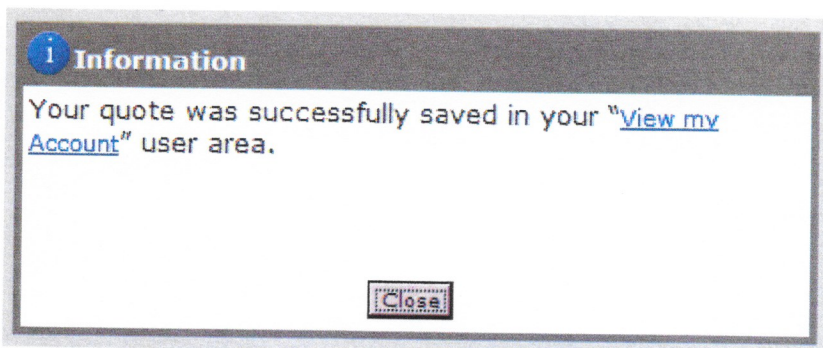 i Information
Your quote was successfully saved in your "View my
Account" user area.
Close